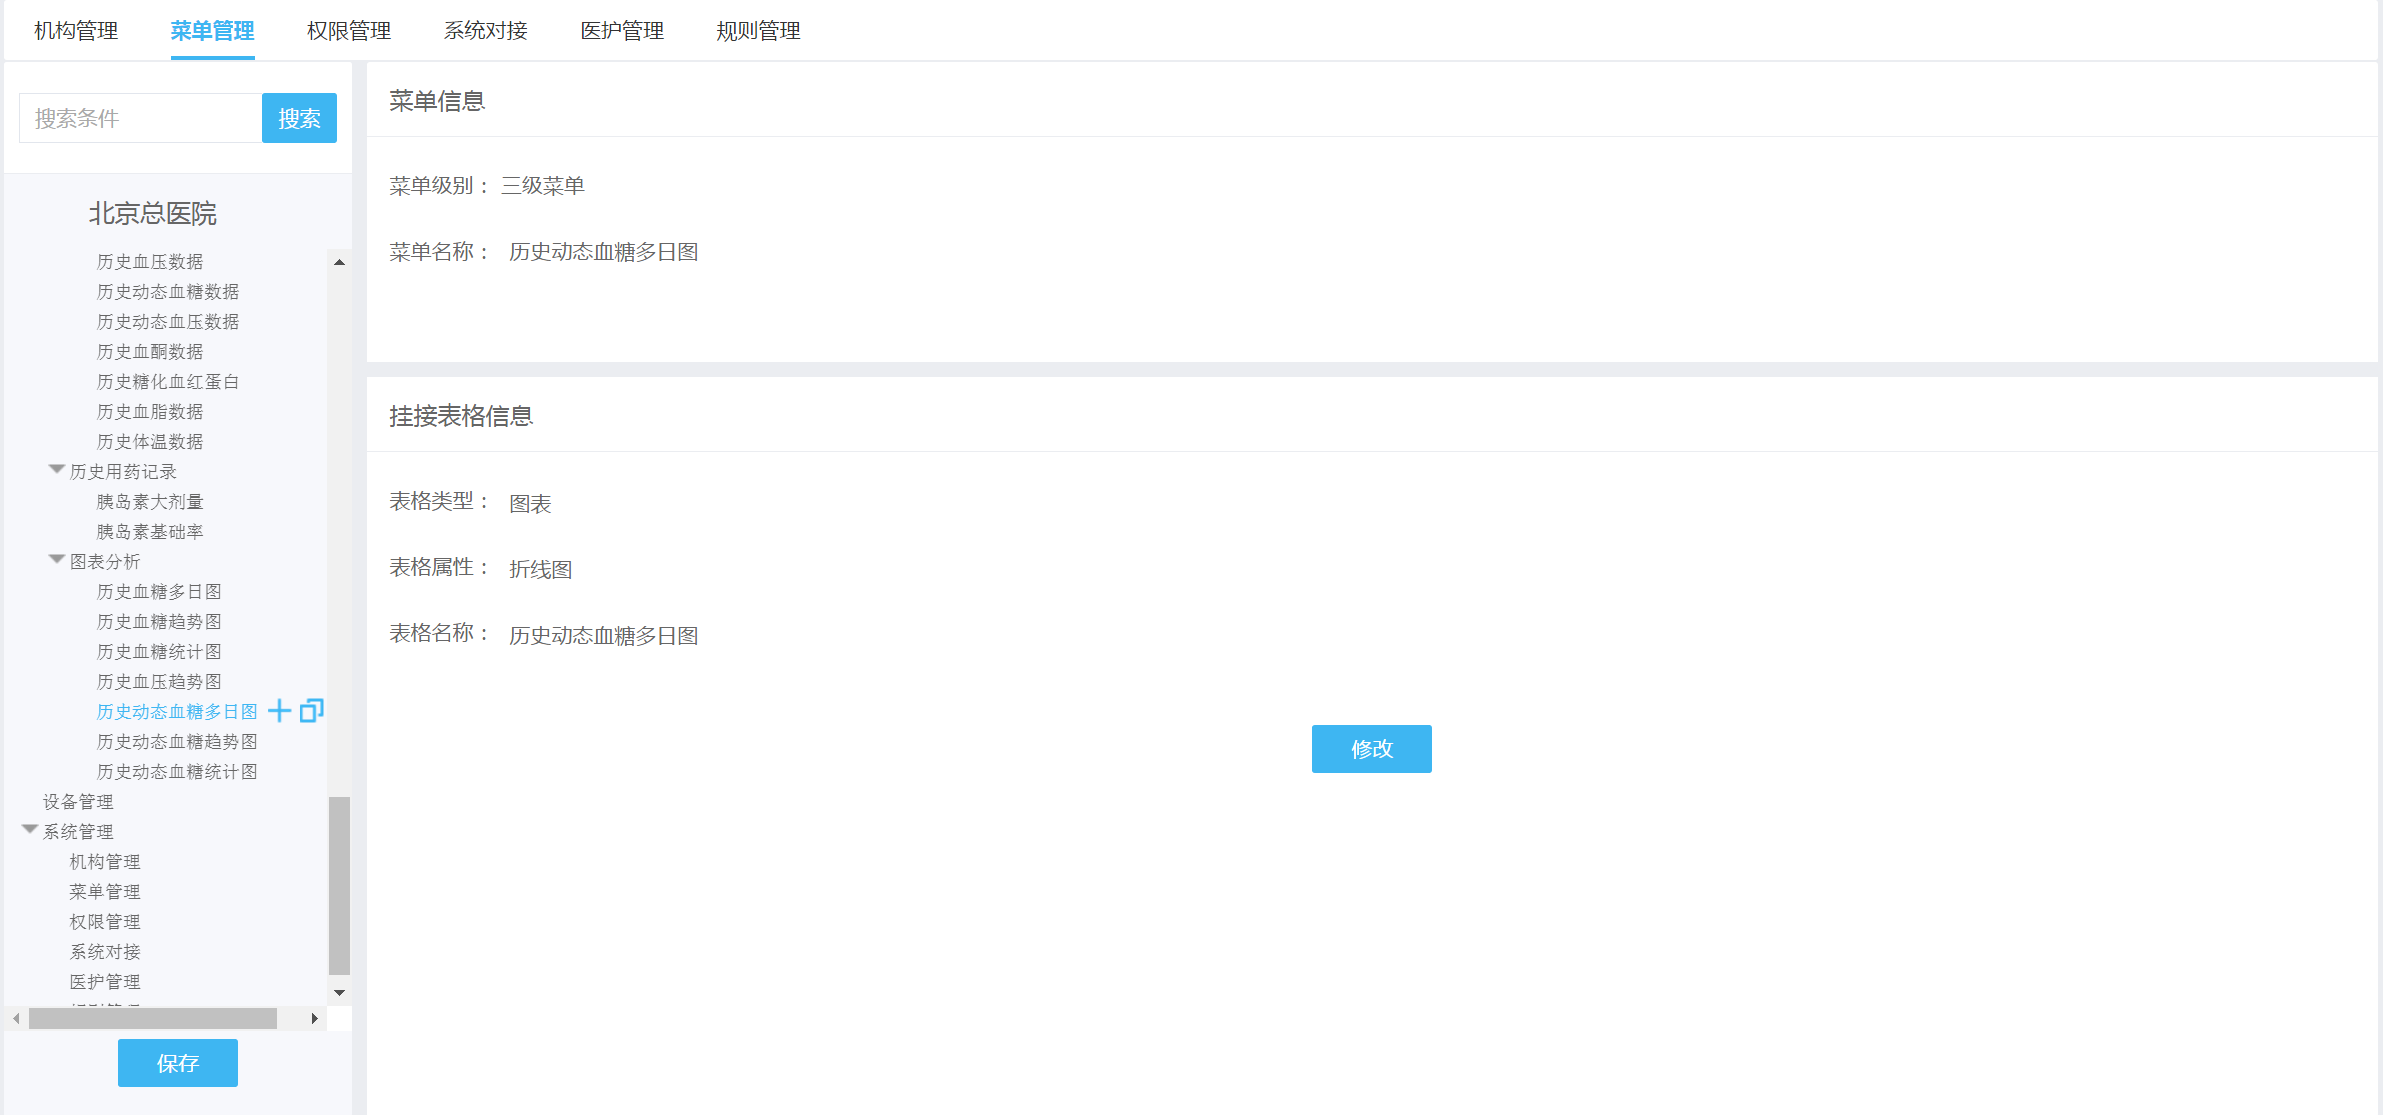 机构管理 菜单管理 权限管理 系统对接 医护管理 规则管理
搜索条件 搜索
北京总医院
历史血压数据
历史动态血糖数据
历史动态血压数据
历史血酮数据
历史糖化血红蛋白
历史血脂数据
历史体温数据
历史用药记录
胰岛素大剂量
胰岛素基础率
图表分析
历史血糖多日图
历史血糖趋势图
历史血糖统计图
历史血压趋势图
历史动态血糖多日图
历史动态血糖趋势图
历史动态血糖统计图
设备管理
系统管理
机构管理
菜单管理
权限管理
系统对接
医护管理
保存
菜单信息
菜单级别： 三级菜单
菜单名称： 历史动态血糖多日图
挂接表格信息
表格类型： 图表
表格属性： 折线图
表格名称： 历史动态血糖多日图
修改